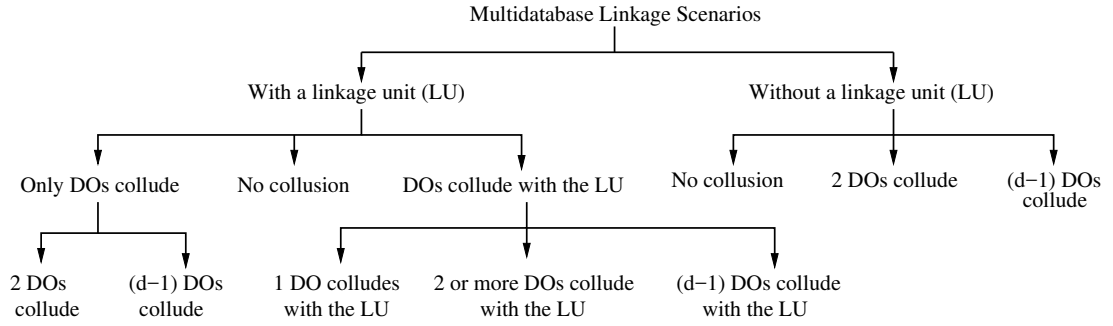 Multidatabase Linkage Scenarios
With a linkage unit (LU)
Without a linkage unit (LU)
Only DOs collude
No collusion
DOs collude with the LU
No collusion
2 DOs collude
(d−1) DOs
collude
2 DOs
collude
(d−1) DOs
collude
1 DO colludes
with the LU
2 or more DOs collude
with the LU
(d−1) DOs collude
with the LU